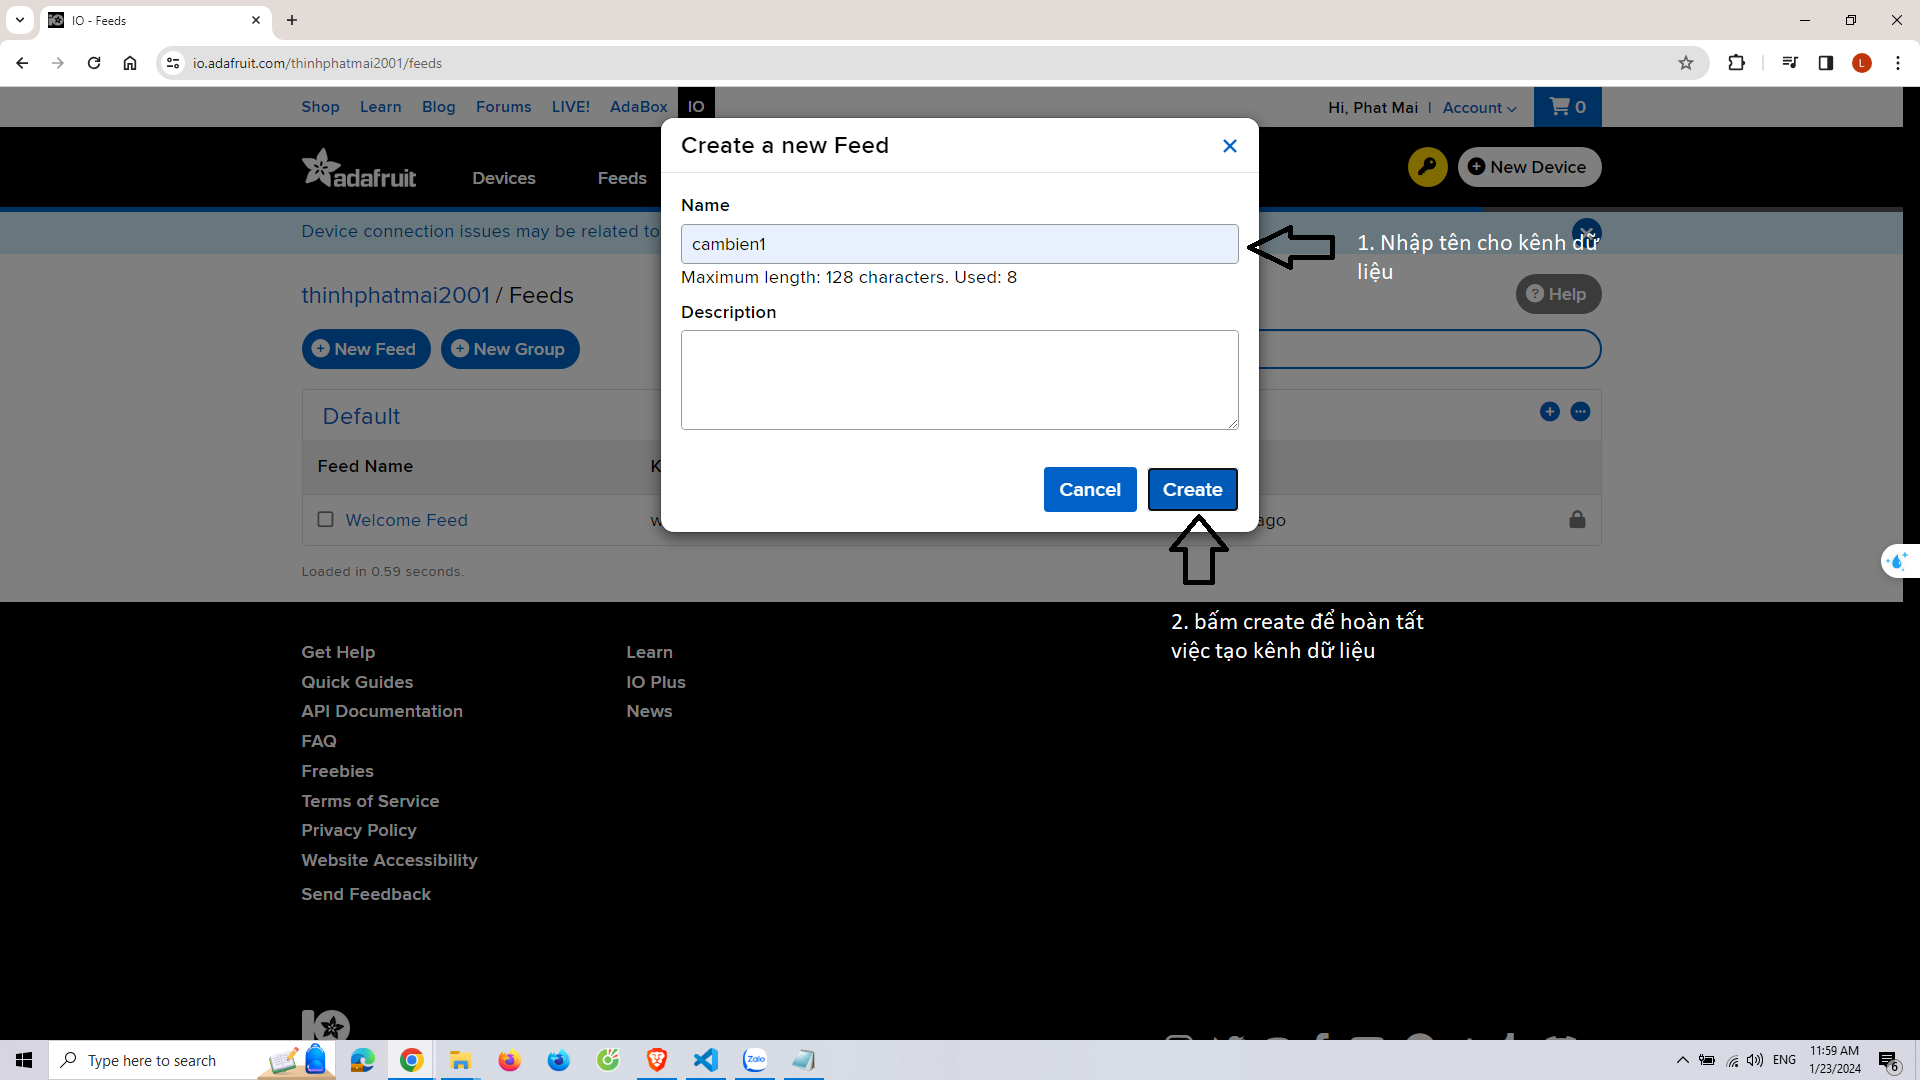 IO - Feeds
io.adafruit.com/thinhphatmai2001/feeds
L
Shop Learn Blog Forums LIVE! AdaBox IO
Hi, Phat Mai | Account 0
Create a new Feed
adafruit Devices Feeds
New Device
Name
Device connection issues may be related to
cambien1
1. Nhập tên cho kênh dữ
liệu
Maximum length: 128 characters. Used: 8
thinhphatmai2001 / Feeds
? Help
Description
New Feed New Group
Default
Feed Name K
Cancel Create
Welcome Feed w ago
Loaded in 0.59 seconds.
2. bấm create để hoàn tất
việc tạo kênh dữ liệu
Get Help Learn
Quick Guides IO Plus
API Documentation News
FAQ
Freebies
Terms of Service
Privacy Policy
Website Accessibility
Send Feedback
Type here to search
Zalo
ENG
11:59 AM
1/23/2024
6